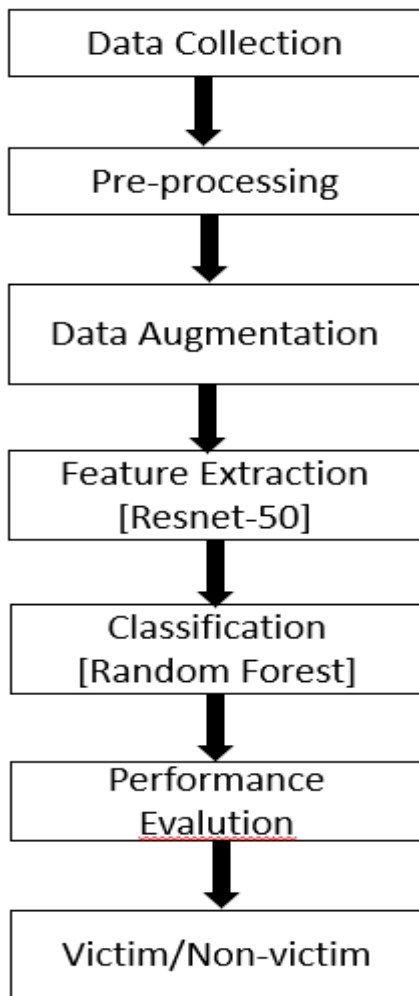 Data Collection
Pre-processing
Data Augmentation
Feature Extraction
[Resnet-50]
Classification
[Random Forest]
Performance
Evalution
Victim/Non-victim